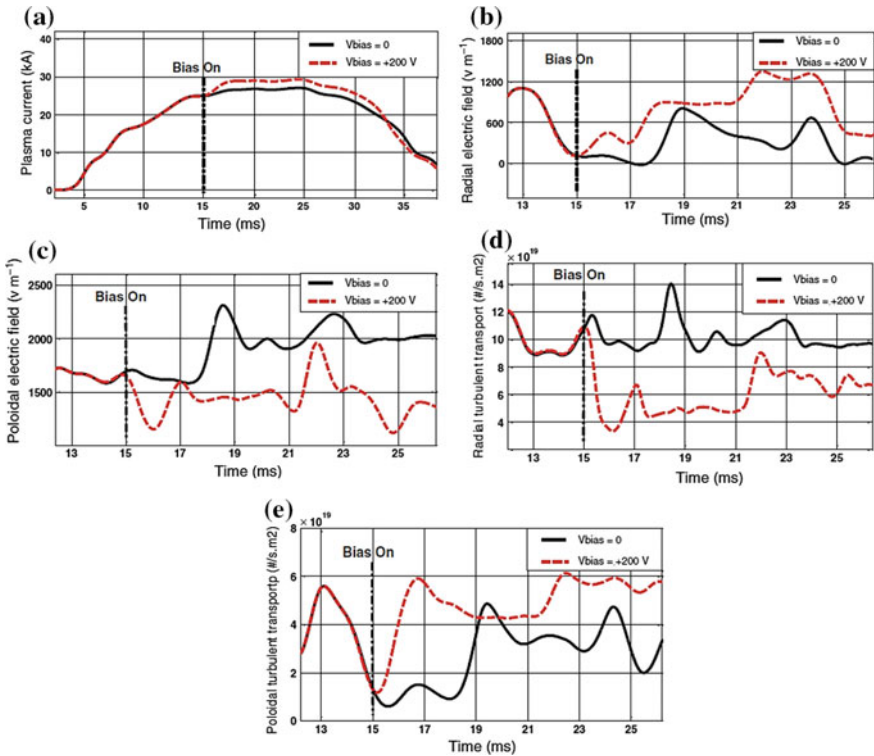 (a)
Plasma current (kA)
40
30
20
10
0
Bias On
Vbias = 0
Vbias = +200 V
5 10 15 20 25 30 35
Time (ms)
(b)
Radial electric field (v m⁻¹)
1800
1200
600
0
Bias On
Vbias = 0
Vbias = +200 V
13 15 17 19 21 23 25
Time (ms)
(c)
Poloidal electric field (v m⁻¹)
2500
2000
1500
Bias On
Vbias = 0
Vbias = +200 V
13 15 17 19 21 23 25
Time (ms)
(d)
× 10¹⁹
Radial turbulent transport (#/s.m2)
14
12
10
8
6
4
Bias On
Vbias = 0
Vbias = .+200 V
13 15 17 19 21 23 25
Time (ms)
(e)
× 10¹⁹
Poloidal turbulent transportp (#/s.m2)
8
6
4
2
0
Bias On
Vbias = 0
Vbias = .+200 V
13 15 17 19 21 23 25
Time (ms)